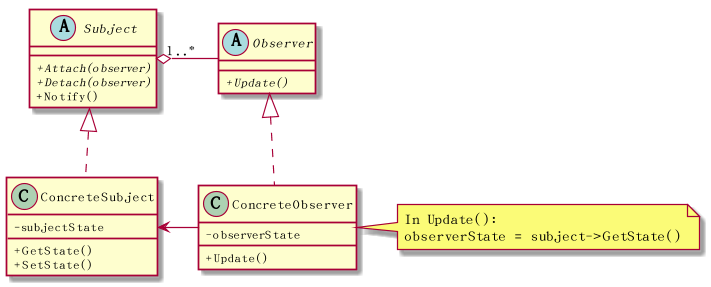 A Subject
+Attach(observer)
+Detach(observer)
+Notify()
1..*
A Observer
+Update()
C ConcreteSubject
-subjectState
+GetState()
+SetState()
C ConcreteObserver
-observerState
+Update()
In Update():
observerState = subject->GetState()